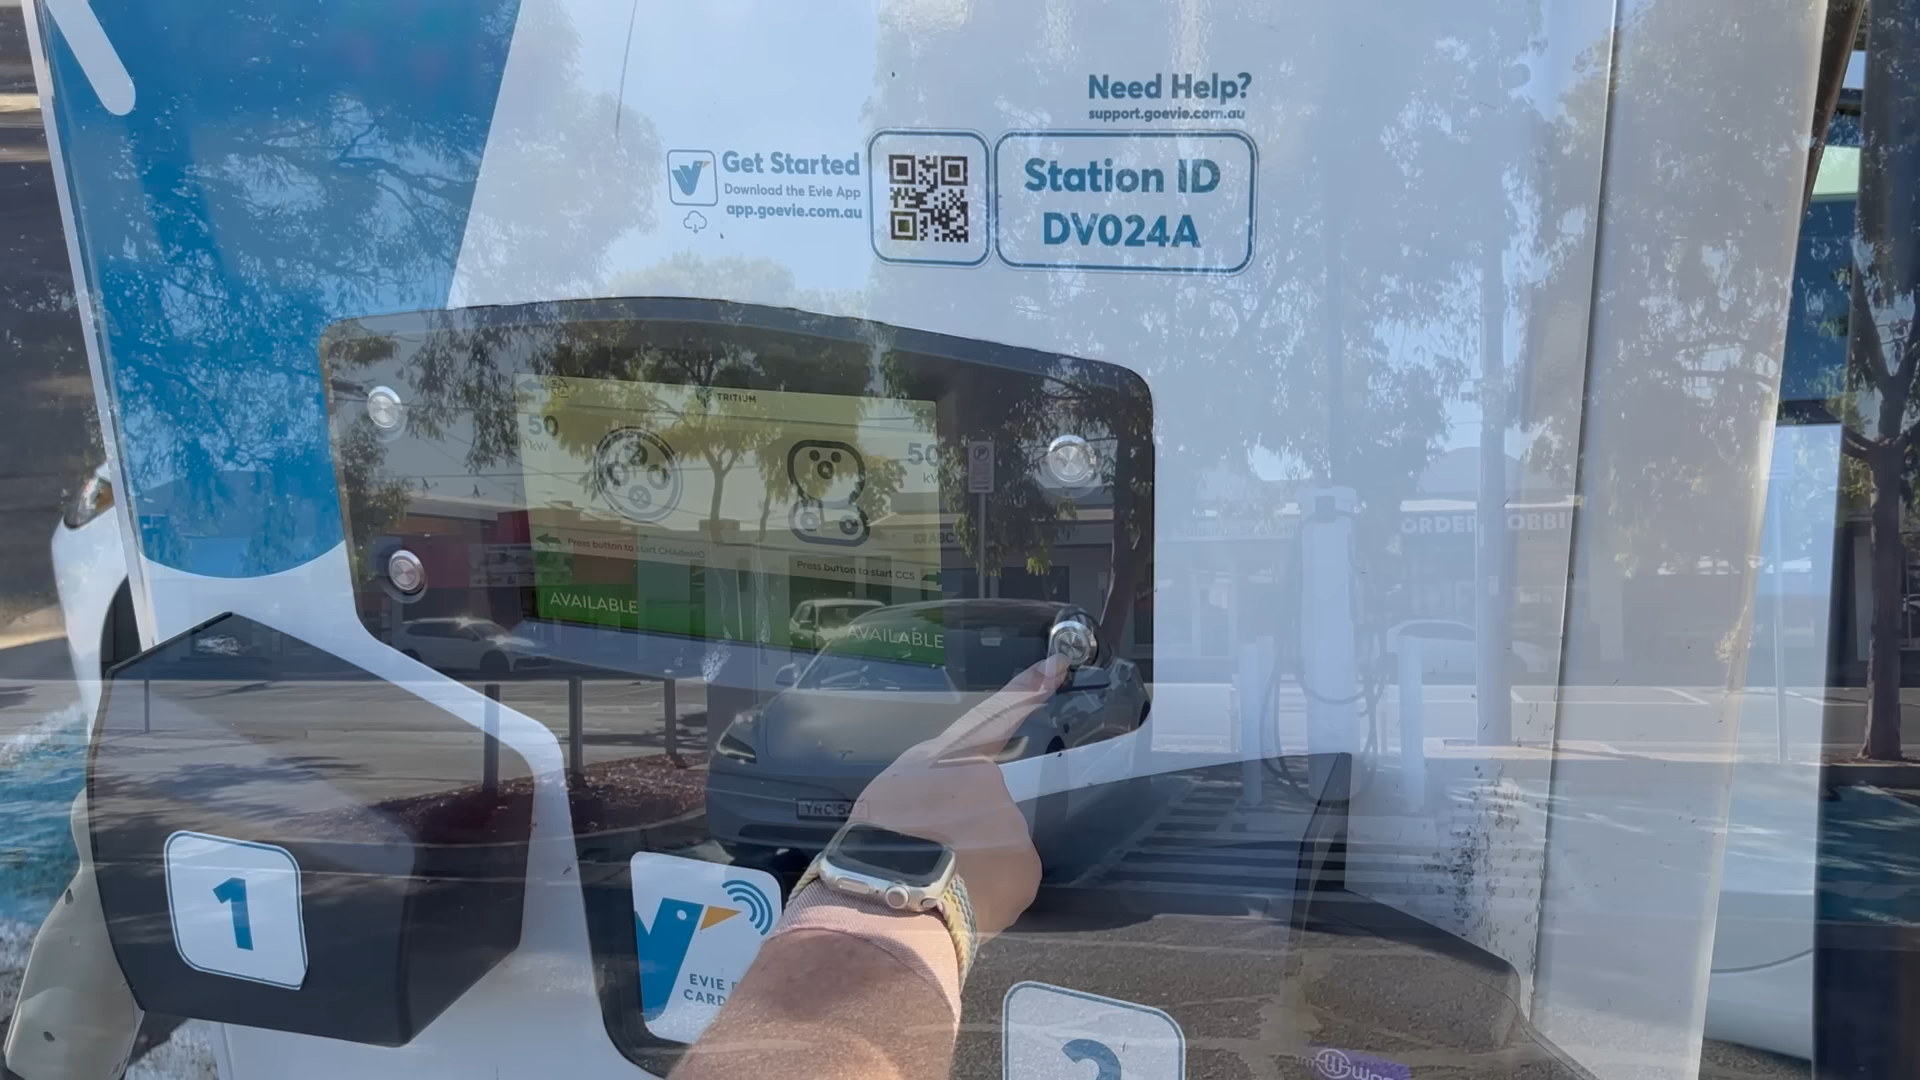 Need Help?
support.goevie.com.au
Get Started
Download the Evie App
app.goevie.com.au
Station ID
DV024A
TRITIUM
50
kW
50
Press button to start CHAdeMO
Press button to start CCS
AVAILABLE
AVAILABLE
ORDER
1
EVIE
CARD
2